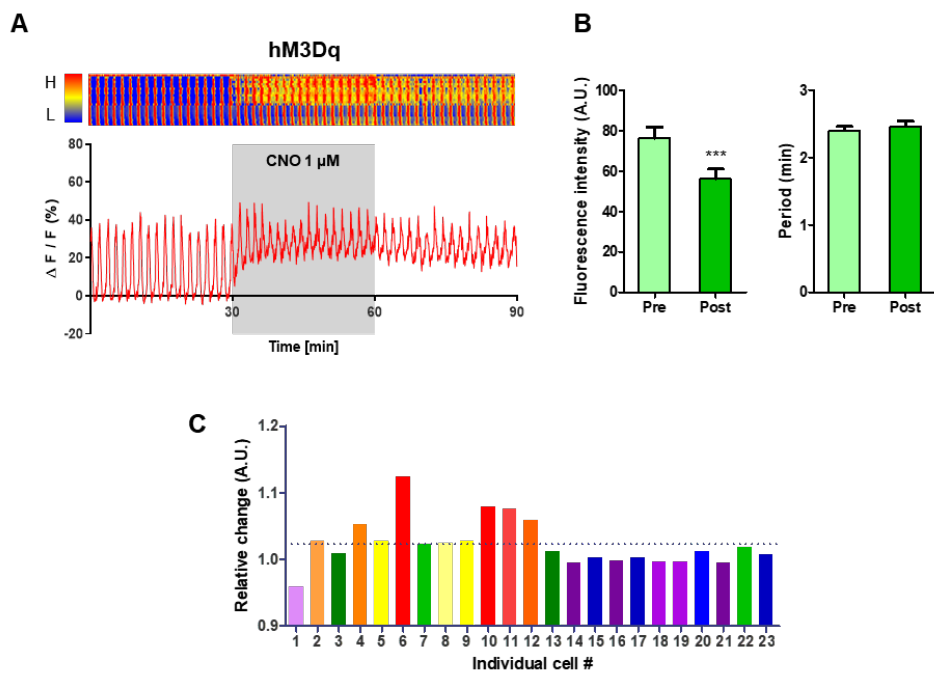 A
hM3Dq
H
L
CNO 1 µM
80
60
40
20
0
-20
Δ F / F (%)
30
60
90
Time [min]
B
Fluorescence intensity (A.U.)
100
80
60
40
20
0
***
Pre
Post
Period (min)
3
2
1
0
Pre
Post
C
Relative change (A.U.)
1.2
1.1
1.0
0.9
1 2 3 4 5 6 7 8 9 10 11 12 13 14 15 16 17 18 19 20 21 22 23
Individual cell #